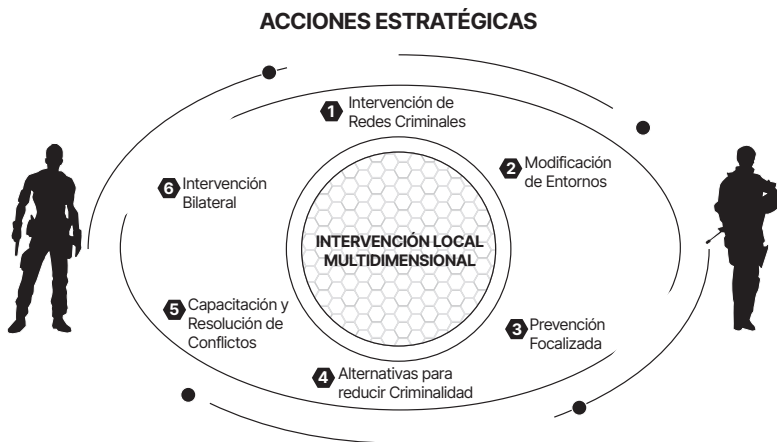 ACCIONES ESTRATÉGICAS
1 Intervención de
Redes Criminales
2 Modificación
de Entornos
3 Prevención
Focalizada
4 Alternativas para
reducir Criminalidad
5 Capacitación y
Resolución de
Conflictos
6 Intervención
Bilateral
INTERVENCIÓN LOCAL
MULTIDIMENSIONAL